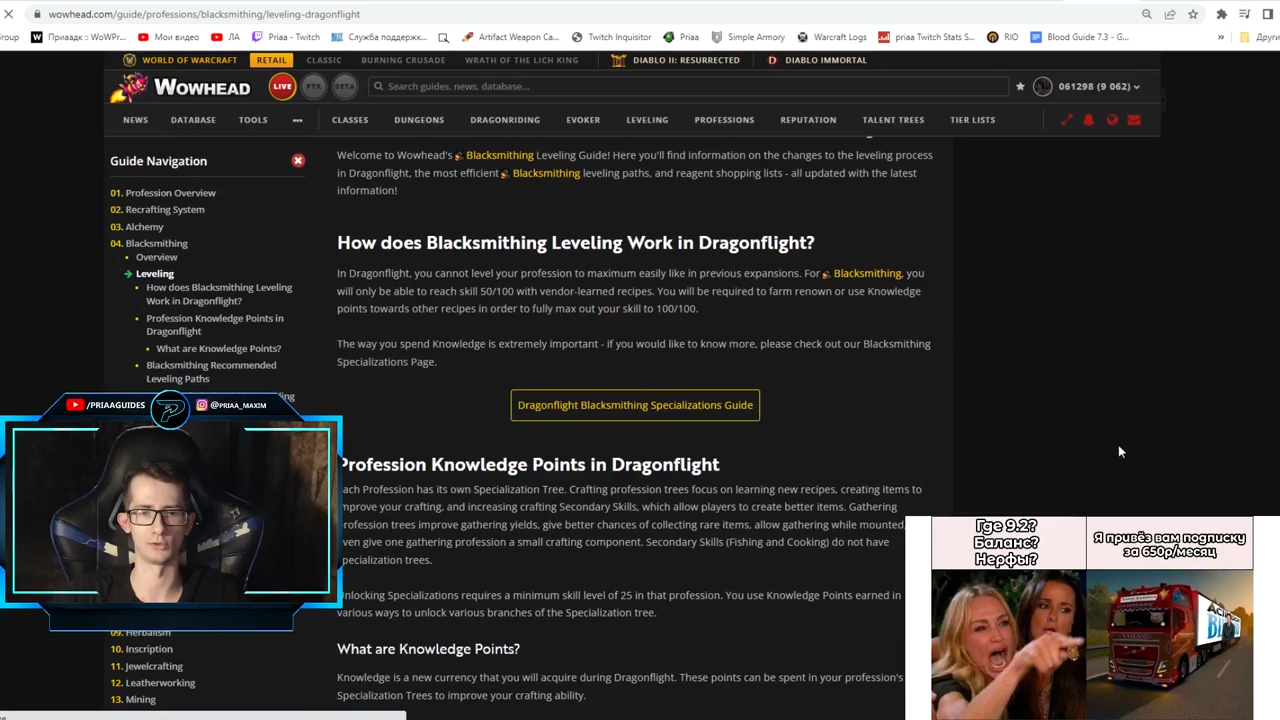 wowhead.com/guide/professions/blacksmithing/leveling-dragonflight
Group
Приаадк :: WoWPr...
Мои видео
ЛА
Priaa - Twitch
Служба поддержк...
Artifact Weapon Ca...
Twitch Inquisitor
Priaa
Simple Armory
Warcraft Logs
priaa Twitch Stats S...
RIO
Blood Guide 7.3 – G...
»
Други
WORLD OF WARCRAFT
RETAIL
CLASSIC
BURNING CRUSADE
WRATH OF THE LICH KING
DIABLO II: RESURRECTED
DIABLO IMMORTAL
WOWHEAD
LIVE
PTR
BETA
Search guides, news, database...
061298 (9 062)
NEWS
DATABASE
TOOLS
•••
CLASSES
DUNGEONS
DRAGONRIDING
EVOKER
LEVELING
PROFESSIONS
REPUTATION
TALENT TREES
TIER LISTS
Guide Navigation
01. Profession Overview
02. Recrafting System
03. Alchemy
04. Blacksmithing
Overview
Leveling
How does Blacksmithing Leveling
Work in Dragonflight?
Profession Knowledge Points in
Dragonflight
What are Knowledge Points?
Blacksmithing Recommended
Leveling Paths
/PRIAAGUIDES
@PRIAA_MAXIM
09. Herbalism
10. Inscription
11. Jewelcrafting
12. Leatherworking
13. Mining
Welcome to Wowhead's Blacksmithing Leveling Guide! Here you'll find information on the changes to the leveling process
in Dragonflight, the most efficient Blacksmithing leveling paths, and reagent shopping lists - all updated with the latest
information!
How does Blacksmithing Leveling Work in Dragonflight?
In Dragonflight, you cannot level your profession to maximum easily like in previous expansions. For Blacksmithing, you
will only be able to reach skill 50/100 with vendor-learned recipes. You will be required to farm renown or use Knowledge
points towards other recipes in order to fully max out your skill to 100/100.
The way you spend Knowledge is extremely important - if you would like to know more, please check out our Blacksmithing
Specializations Page.
Dragonflight Blacksmithing Specializations Guide
Profession Knowledge Points in Dragonflight
ach Profession has its own Specialization Tree. Crafting profession trees focus on learning new recipes, creating items to
mprove your crafting, and increasing crafting Secondary Skills, which allow players to create better items. Gathering
rofession trees improve gathering yields, give better chances of collecting rare items, allow gathering while mounted,
ven give one gathering profession a small crafting component. Secondary Skills (Fishing and Cooking) do not have
pecialization trees.
nlocking Specializations requires a minimum skill level of 25 in that profession. You use Knowledge Points earned in
various ways to unlock various branches of the Specialization tree.
What are Knowledge Points?
Knowledge is a new currency that you will acquire during Dragonflight. These points can be spent in your profession's
Specialization Trees to improve your crafting ability.
Где 9.2?
Баланс?
Нерфы?
Я привёз вам подписку
за 650р/месяц